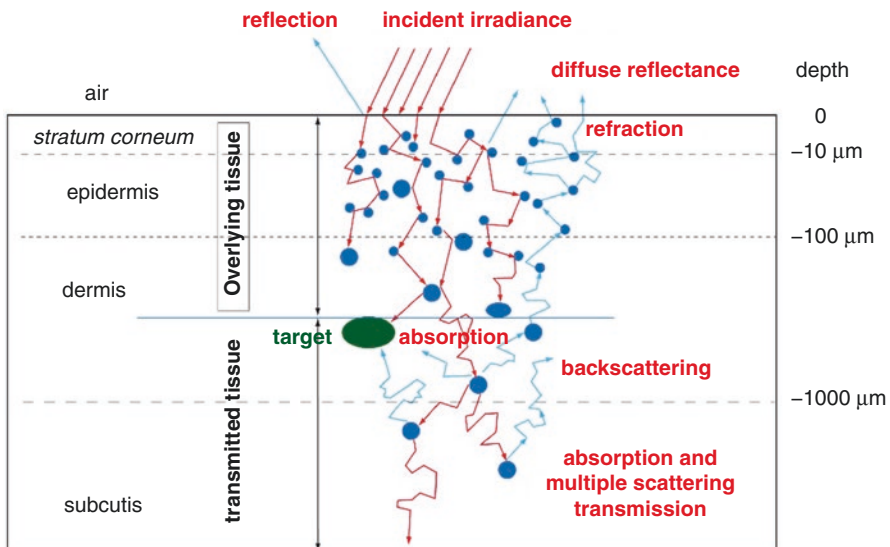 reflection
incident irradiance
diffuse reflectance
depth
air
0
stratum corneum
refraction
–10 µm
epidermis
Overlying tissue
–100 µm
dermis
target
absorption
backscattering
transmitted tissue
–1000 µm
absorption and
multiple scattering
transmission
subcutis